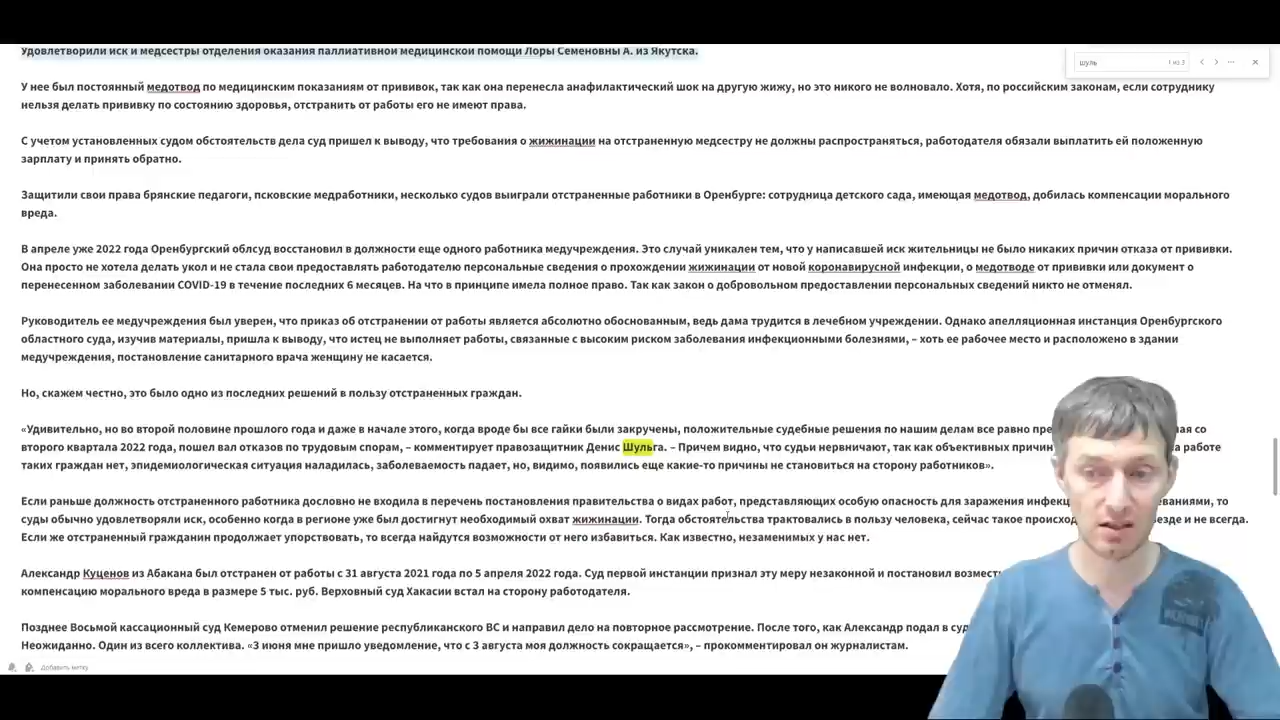 Удовлетворили иск и медсестры отделения оказания паллиативной медицинской помощи Лоры Семеновны А. из Якутска.
шуль
1 из 3
У нее был постоянный медотвод по медицинским показаниям от прививок, так как она перенесла анафилактический шок на другую жижу, но это никого не волновало. Хотя, по российским законам, если сотруднику
нельзя делать прививку по состоянию здоровья, отстранить от работы его не имеют права.
С учетом установленных судом обстоятельств дела суд пришел к выводу, что требования о жижинации на отстраненную медсестру не должны распространяться, работодателя обязали выплатить ей положенную
зарплату и принять обратно.
Защитили свои права брянские педагоги, псковские медработники, несколько судов выиграли отстраненные работники в Оренбурге: сотрудница детского сада, имеющая медотвод, добилась компенсации морального
вреда.
В апреле уже 2022 года Оренбургский облсуд восстановил в должности еще одного работника медучреждения. Это случай уникален тем, что у написавшей иск жительницы не было никаких причин отказа от прививки.
Она просто не хотела делать укол и не стала свои предоставлять работодателю персональные сведения о прохождении жижинации от новой коронавирусной инфекции, о медотводе от прививки или документ о
перенесенном заболевании COVID-19 в течение последних 6 месяцев. На что в принципе имела полное право. Так как закон о добровольном предоставлении персональных сведений никто не отменял.
Руководитель ее медучреждения был уверен, что приказ об отстранении от работы является абсолютно обоснованным, ведь дама трудится в лечебном учреждении. Однако апелляционная инстанция Оренбургского
областного суда, изучив материалы, пришла к выводу, что истец не выполняет работы, связанные с высоким риском заболевания инфекционными болезнями, – хоть ее рабочее место и расположено в здании
медучреждения, постановление санитарного врача женщину не касается.
Но, скажем честно, это было одно из последних решений в пользу отстраненных граждан.
«Удивительно, но во второй половине прошлого года и даже в начале этого, когда вроде бы все гайки были закручены, положительные судебные решения по нашим делам все равно пре ая со
второго квартала 2022 года, пошел вал отказов по трудовым спорам, – комментирует правозащитник Денис Шульга. – Причем видно, что судьи нервничают, так как объективных причин а работе
таких граждан нет, эпидемиологическая ситуация наладилась, заболеваемость падает, но, видимо, появились еще какие-то причины не становиться на сторону работников».
Если раньше должность отстраненного работника дословно не входила в перечень постановления правительства о видах работ, представляющих особую опасность для заражения инфекц еваниями, то
суды обычно удовлетворяли иск, особенно когда в регионе уже был достигнут необходимый охват жижинации. Тогда обстоятельства трактовались в пользу человека, сейчас такое происход езде и не всегда.
Если же отстраненный гражданин продолжает упорствовать, то всегда найдутся возможности от него избавиться. Как известно, незаменимых у нас нет.
Александр Куценов из Абакана был отстранен от работы с 31 августа 2021 года по 5 апреля 2022 года. Суд первой инстанции признал эту меру незаконной и постановил возмест
компенсацию морального вреда в размере 5 тыс. руб. Верховный суд Хакасии встал на сторону работодателя.
Позднее Восьмой кассационный суд Кемерово отменил решение республиканского ВС и направил дело на повторное рассмотрение. После того, как Александр подал в суд
Неожиданно. Один из всего коллектива. «3 июня мне пришло уведомление, что с 3 августа моя должность сокращается», – прокомментировал он журналистам.
Добавить метку